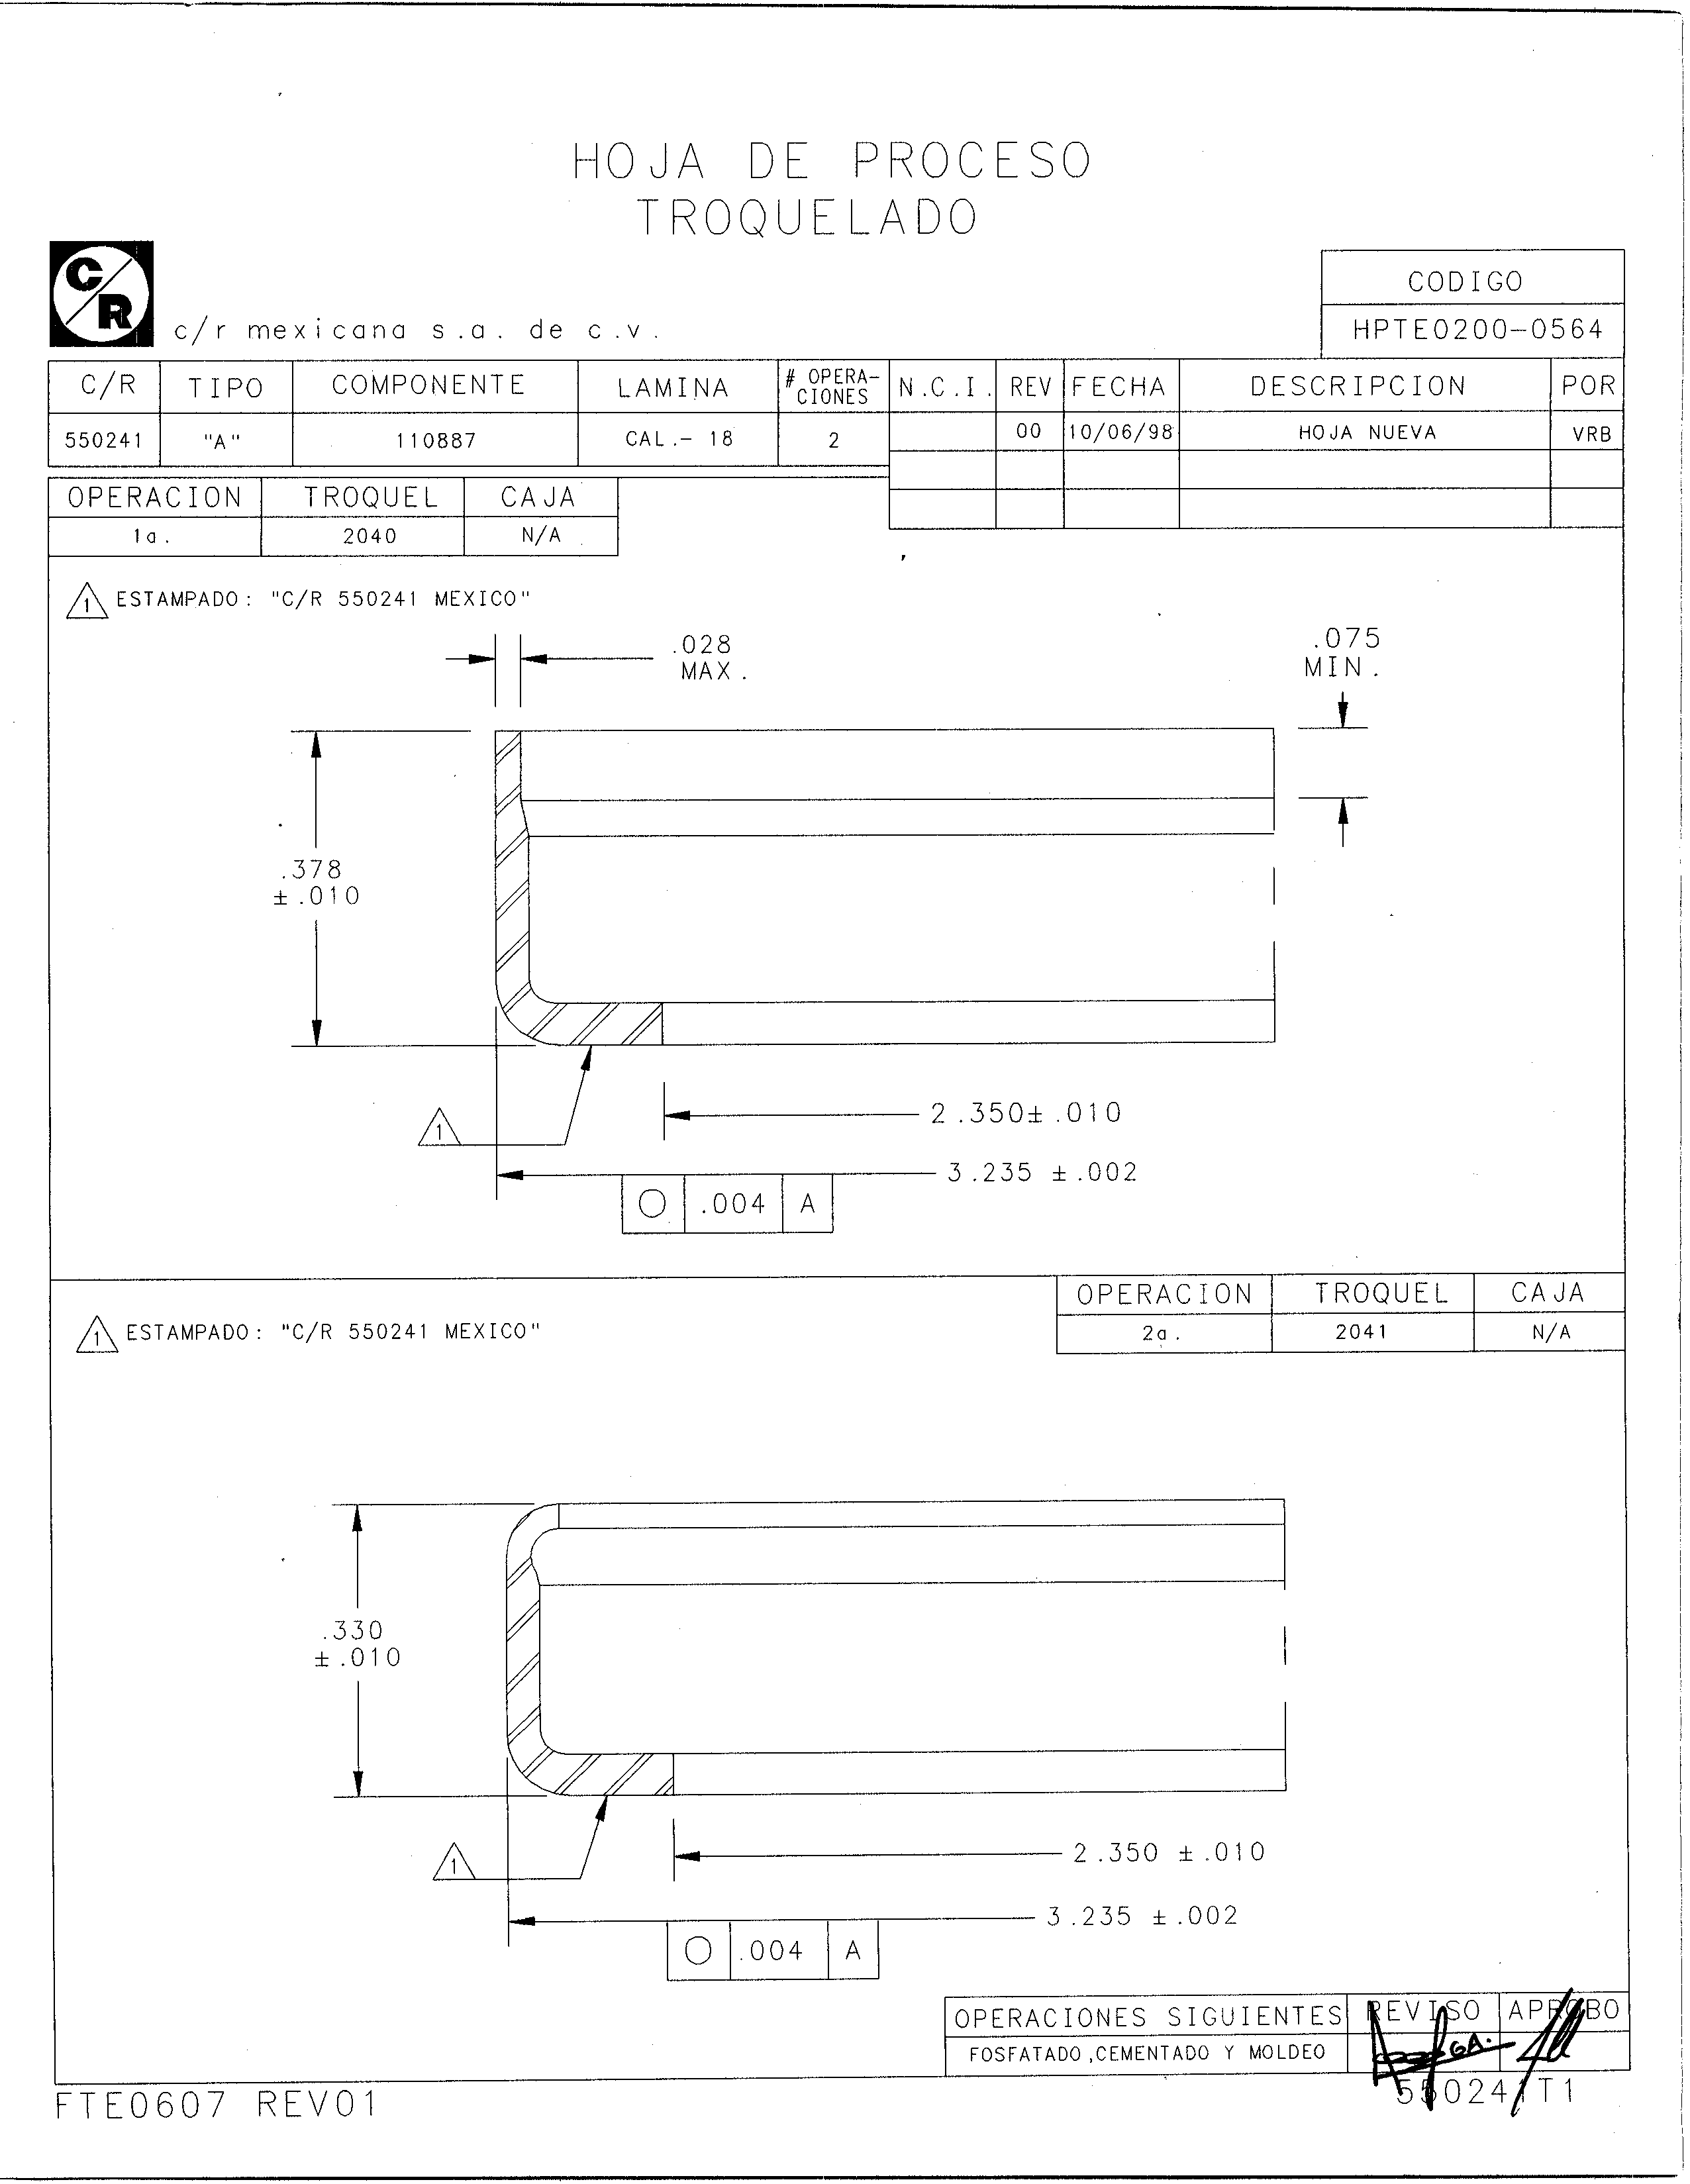 HOJA DE PROCESO
TROQUELADO
C/R
c/r mexicana s.a. de c.v.
CODIGO
HPTE0200-0564
C/R TIPO COMPONENTE LAMINA # OPERA-CIONES N.C.I. REV FECHA DESCRIPCION POR
550241 "A" 110887 CAL.- 18 2 00 10/06/98 HOJA NUEVA VRB
OPERACION TROQUEL CAJA
1a. 2040 N/A
1 ESTAMPADO: "C/R 550241 MEXICO"
.028
MAX.
.075
MIN.
.378
±.010
1
2.350±.010
3.235 ±.002
○ .004 A
OPERACION TROQUEL CAJA
2a. 2041 N/A
1 ESTAMPADO: "C/R 550241 MEXICO"
.330
±.010
1
2.350 ±.010
3.235 ±.002
○ .004 A
OPERACIONES SIGUIENTES REVISO APROBO
FOSFATADO,CEMENTADO Y MOLDEO
FTE0607 REV01
550241T1